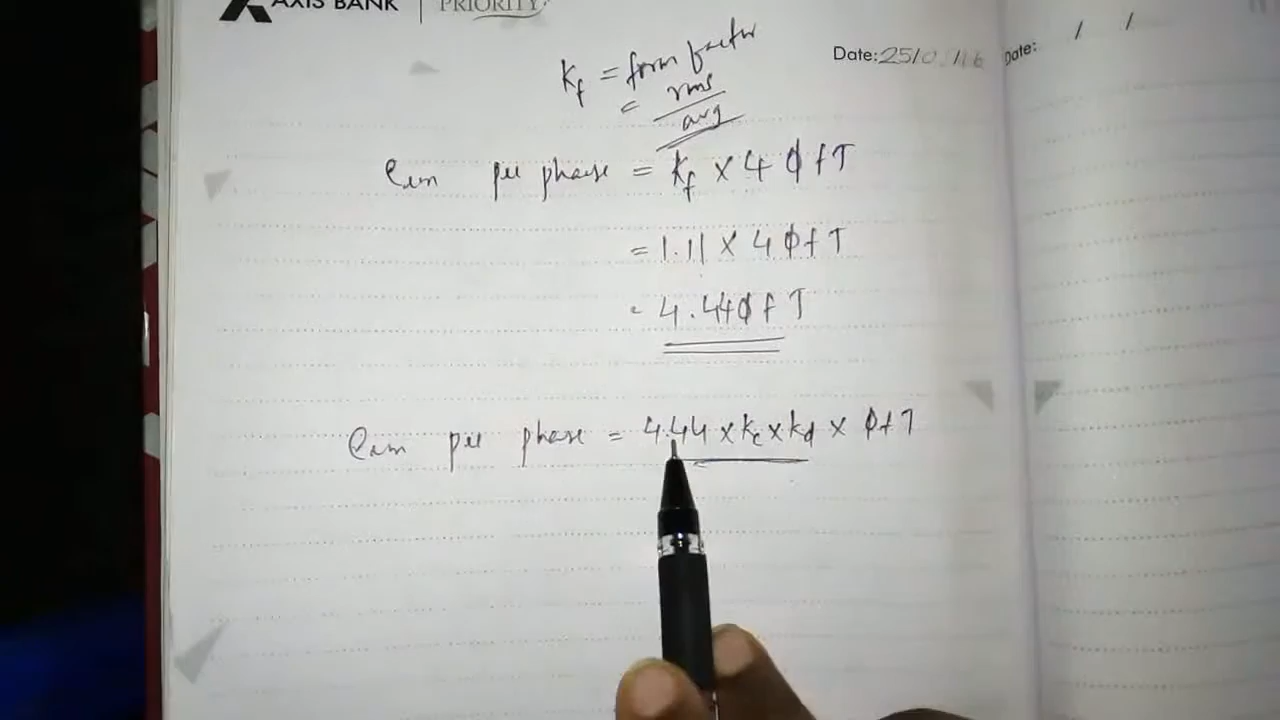 AXIS BANK | PRIORITY
Date: 25/0 /16 Date: / /
Kf = form factor
= rms
avg
Em per phase = Kf × 4 ϕ f T
= 1.11 × 4 ϕ f T
= 4.44 ϕ f T
Em per phase = 4.44 × Kc × Kd × ϕ f T